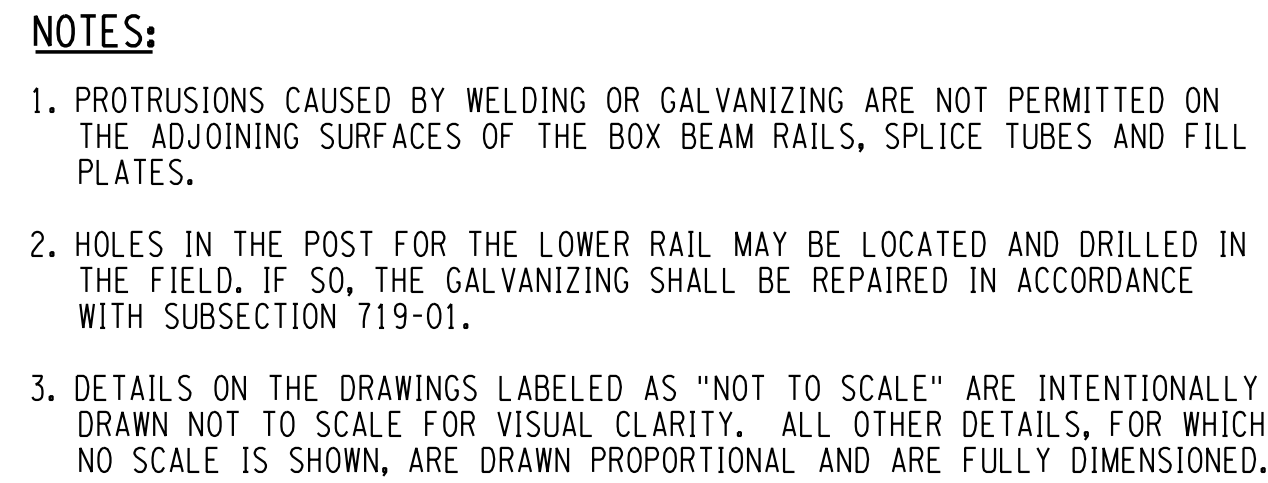 NOTES:
1. PROTRUSIONS CAUSED BY WELDING OR GALVANIZING ARE NOT PERMITTED ON
THE ADJOINING SURFACES OF THE BOX BEAM RAILS, SPLICE TUBES AND FILL
PLATES.
2. HOLES IN THE POST FOR THE LOWER RAIL MAY BE LOCATED AND DRILLED IN
THE FIELD. IF SO, THE GALVANIZING SHALL BE REPAIRED IN ACCORDANCE
WITH SUBSECTION 719-01.
3. DETAILS ON THE DRAWINGS LABELED AS "NOT TO SCALE" ARE INTENTIONALLY
DRAWN NOT TO SCALE FOR VISUAL CLARITY. ALL OTHER DETAILS, FOR WHICH
NO SCALE IS SHOWN, ARE DRAWN PROPORTIONAL AND ARE FULLY DIMENSIONED.